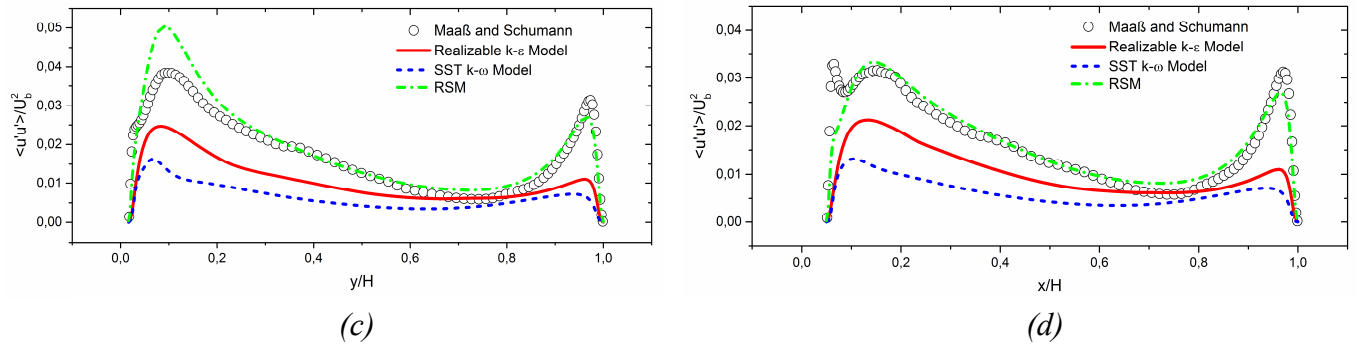 0,05
0,04
0,03
0,02
0,01
0,00
<u'u'>/U_b^2
Maaß and Schumann
Realizable k-ε Model
SST k-ω Model
RSM
0,0 0,2 0,4 0,6 0,8 1,0
y/H
(c)
0,04
0,03
0,02
0,01
0,00
<u'u'>/U_b^2
Maaß and Schumann
Realizable k-ε Model
SST k-ω Model
RSM
0,0 0,2 0,4 0,6 0,8 1,0
x/H
(d)